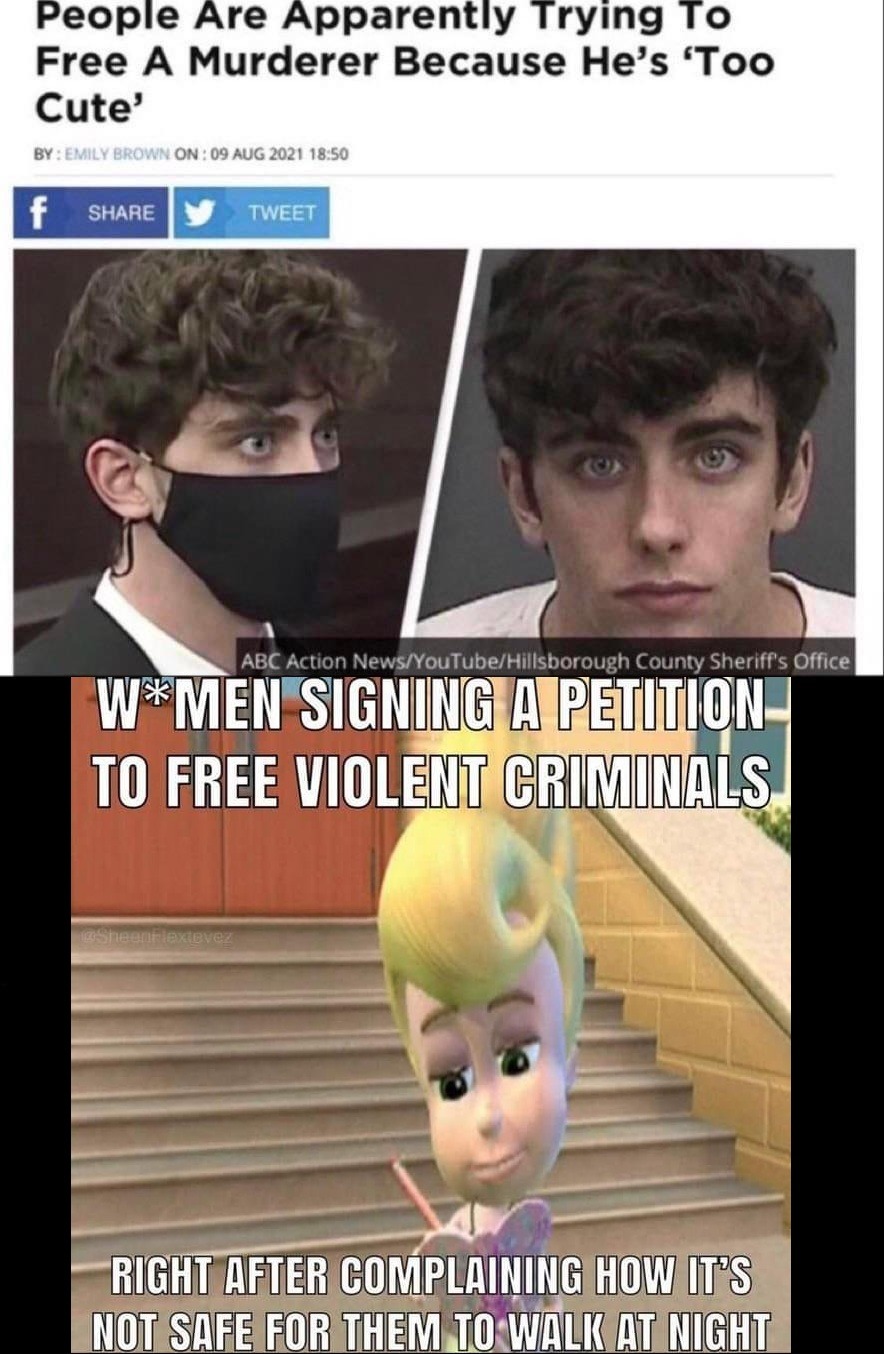 People Are Apparently Trying To
Free A Murderer Because He's ‘Too
Cute’
BY : EMILY BROWN ON : 09 AUG 2021 18:50
f SHARE TWEET
ABC Action News/YouTube/Hillsborough County Sheriff's Office
W*MEN SIGNING A PETITION
TO FREE VIOLENT CRIMINALS
@SheenFlextevez
RIGHT AFTER COMPLAINING HOW IT'S
NOT SAFE FOR THEM TO WALK AT NIGHT